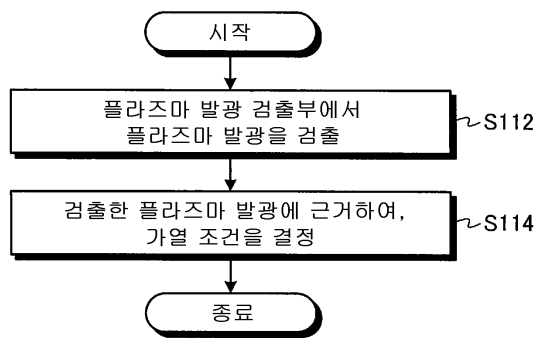 시작
플라즈마 발광 검출부에서
플라즈마 발광을 검출
S112
검출한 플라즈마 발광에 근거하여,
가열 조건을 결정
S114
종료